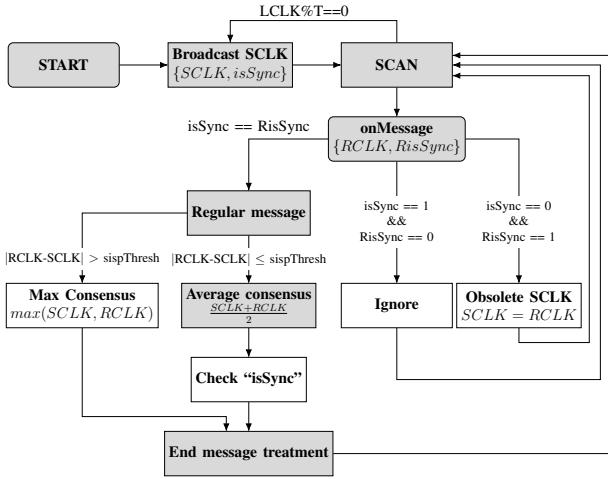 LCLK%T==0
START
Broadcast SCLK
{SCLK, isSync}
SCAN
isSync == RisSync
onMessage
{RCLK, RisSync}
Regular message
isSync == 1
&&
RisSync == 0
isSync == 0
&&
RisSync == 1
|RCLK-SCLK| > sispThresh
|RCLK-SCLK| ≤ sispThresh
Max Consensus
max(SCLK, RCLK)
Average consensus
SCLK+RCLK
2
Ignore
Obsolete SCLK
SCLK = RCLK
Check “isSync”
End message treatment